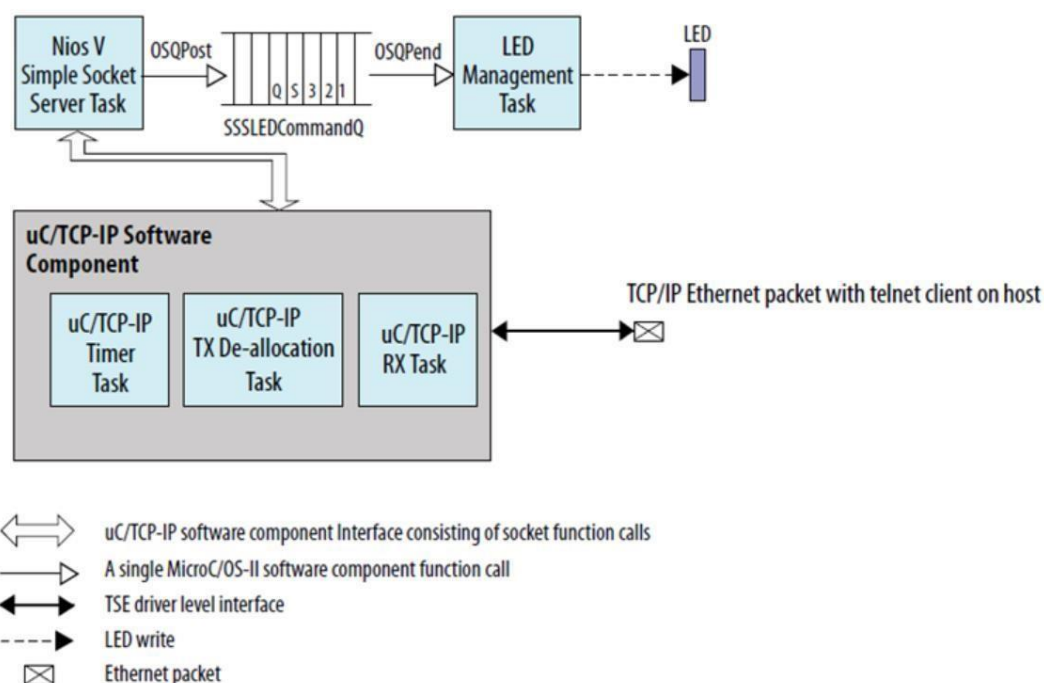 Nios V
Simple Socket
Server Task
OSQPost
Q S 3 2 1
SSSLEDCommandQ
OSQPend
LED
Management
Task
LED
uC/TCP-IP Software
Component
uC/TCP-IP
Timer
Task
uC/TCP-IP
TX De-allocation
Task
uC/TCP-IP
RX Task
TCP/IP Ethernet packet with telnet client on host
uC/TCP-IP software component Interface consisting of socket function calls
A single MicroC/OS-II software component function call
TSE driver level interface
LED write
Ethernet packet